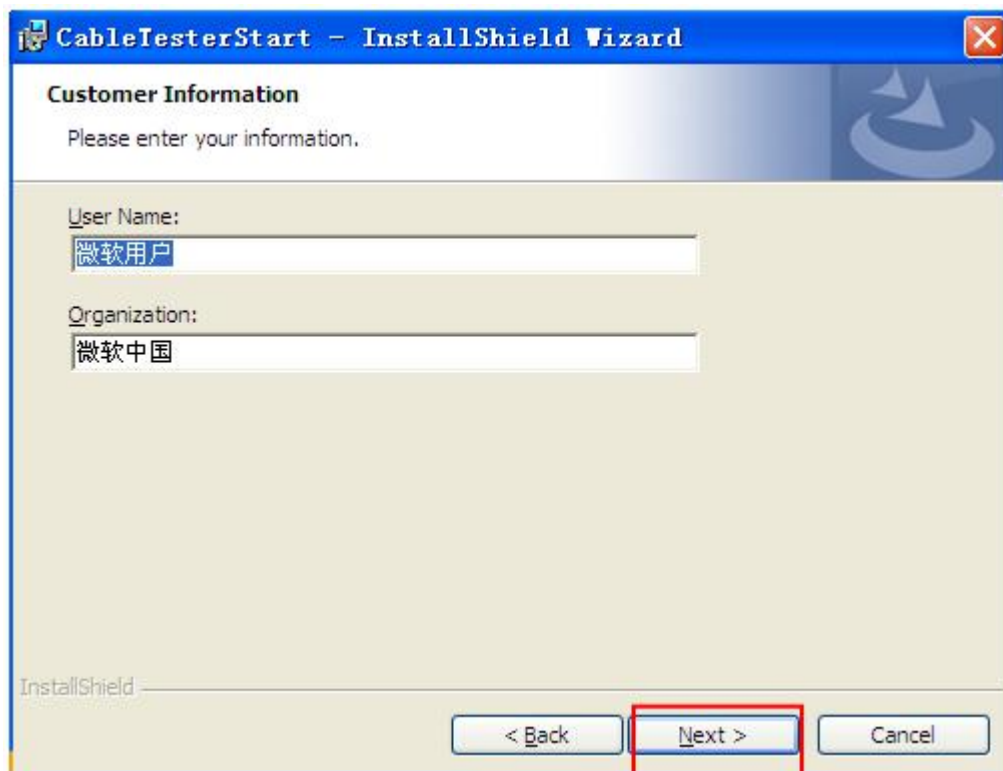 CableTesterStart - InstallShield Wizard
Customer Information
Please enter your information.
User Name:
微软用户
Organization:
微软中国
InstallShield
< Back Next > Cancel